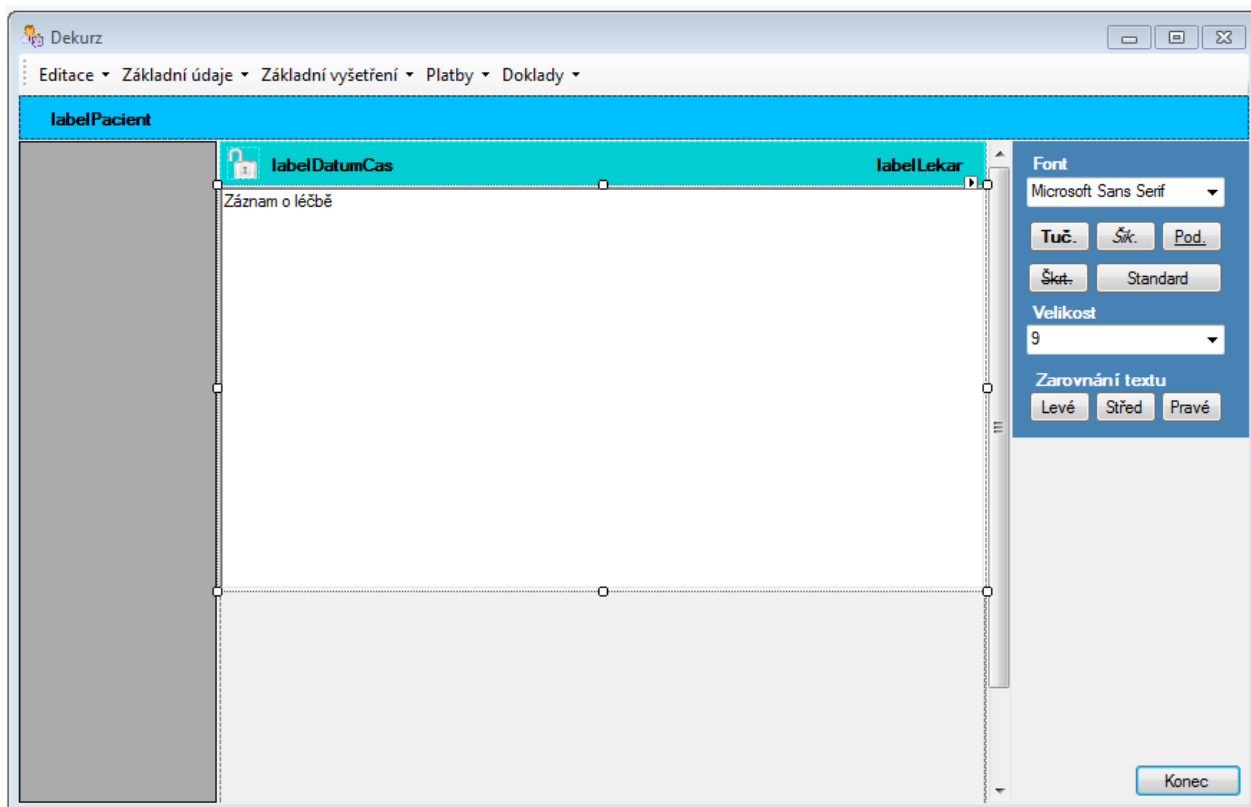 Dekurz
Editace Základní údaje Základní vyšetření Platby Doklady
labelPacient
labelDatumCas labelLekar
Záznam o léčbě
Font
Microsoft Sans Serif
Tuč. Šik. Pod.
Škrt. Standard
Velikost
9
Zarovnání textu
Levé Střed Pravé
Konec